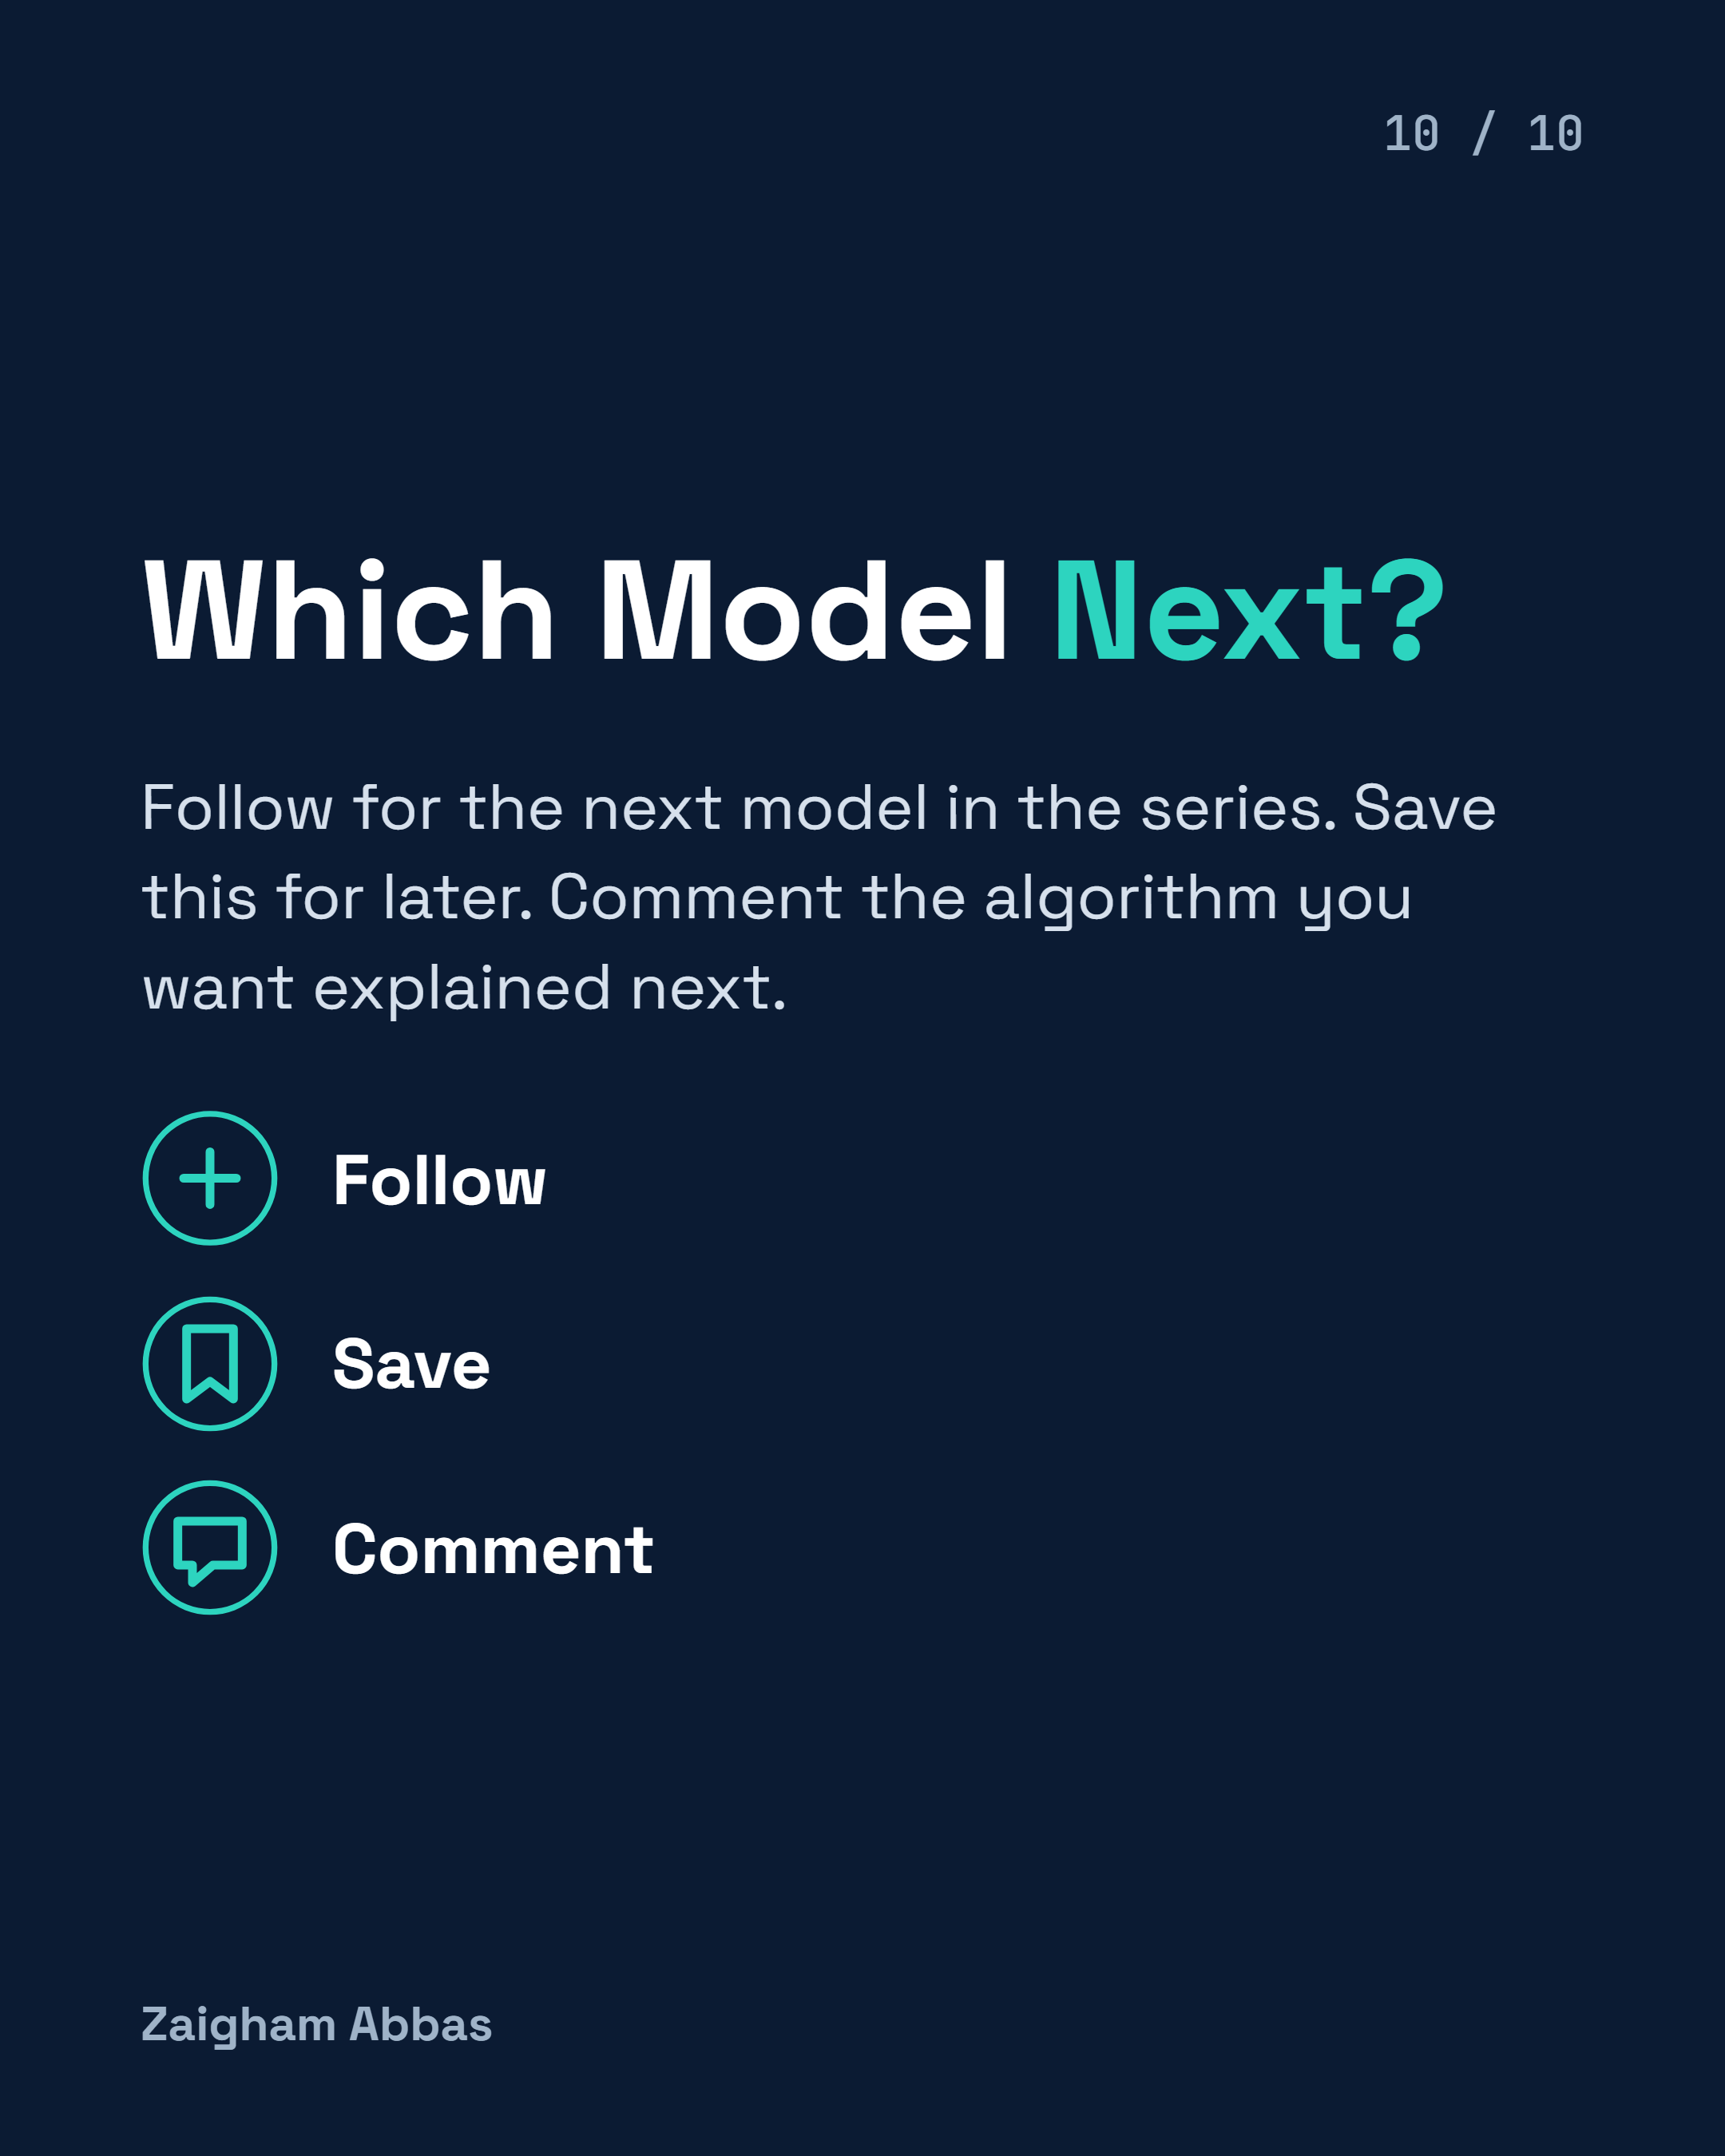 10 / 10
Which Model Next?
Follow for the next model in the series. Save
this for later. Comment the algorithm you
want explained next.
Follow
Save
Comment
Zaigham Abbas